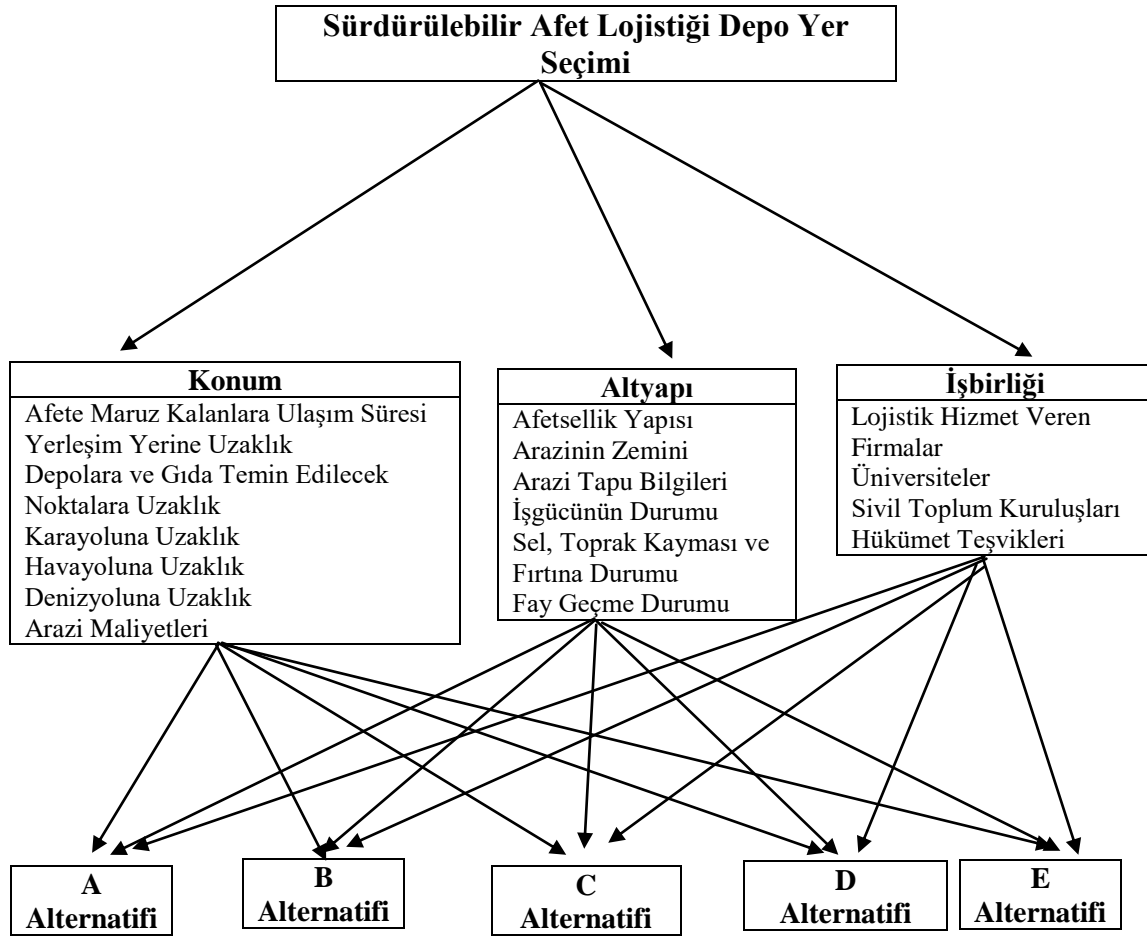 Sürdürülebilir Afet Lojistiği Depo Yer
Seçimi
Konum
Afete Maruz Kalanlara Ulaşım Süresi
Yerleşim Yerine Uzaklık
Depolara ve Gıda Temin Edilecek
Noktalara Uzaklık
Karayoluna Uzaklık
Havayoluna Uzaklık
Denizyoluna Uzaklık
Arazi Maliyetleri
Altyapı
Afetsellik Yapısı
Arazinin Zemini
Arazi Tapu Bilgileri
İşgücünün Durumu
Sel, Toprak Kayması ve
Fırtına Durumu
Fay Geçme Durumu
İşbirliği
Lojistik Hizmet Veren
Firmalar
Üniversiteler
Sivil Toplum Kuruluşları
Hükümet Teşvikleri
A
Alternatifi
B
Alternatifi
C
Alternatifi
D
Alternatifi
E
Alternatifi